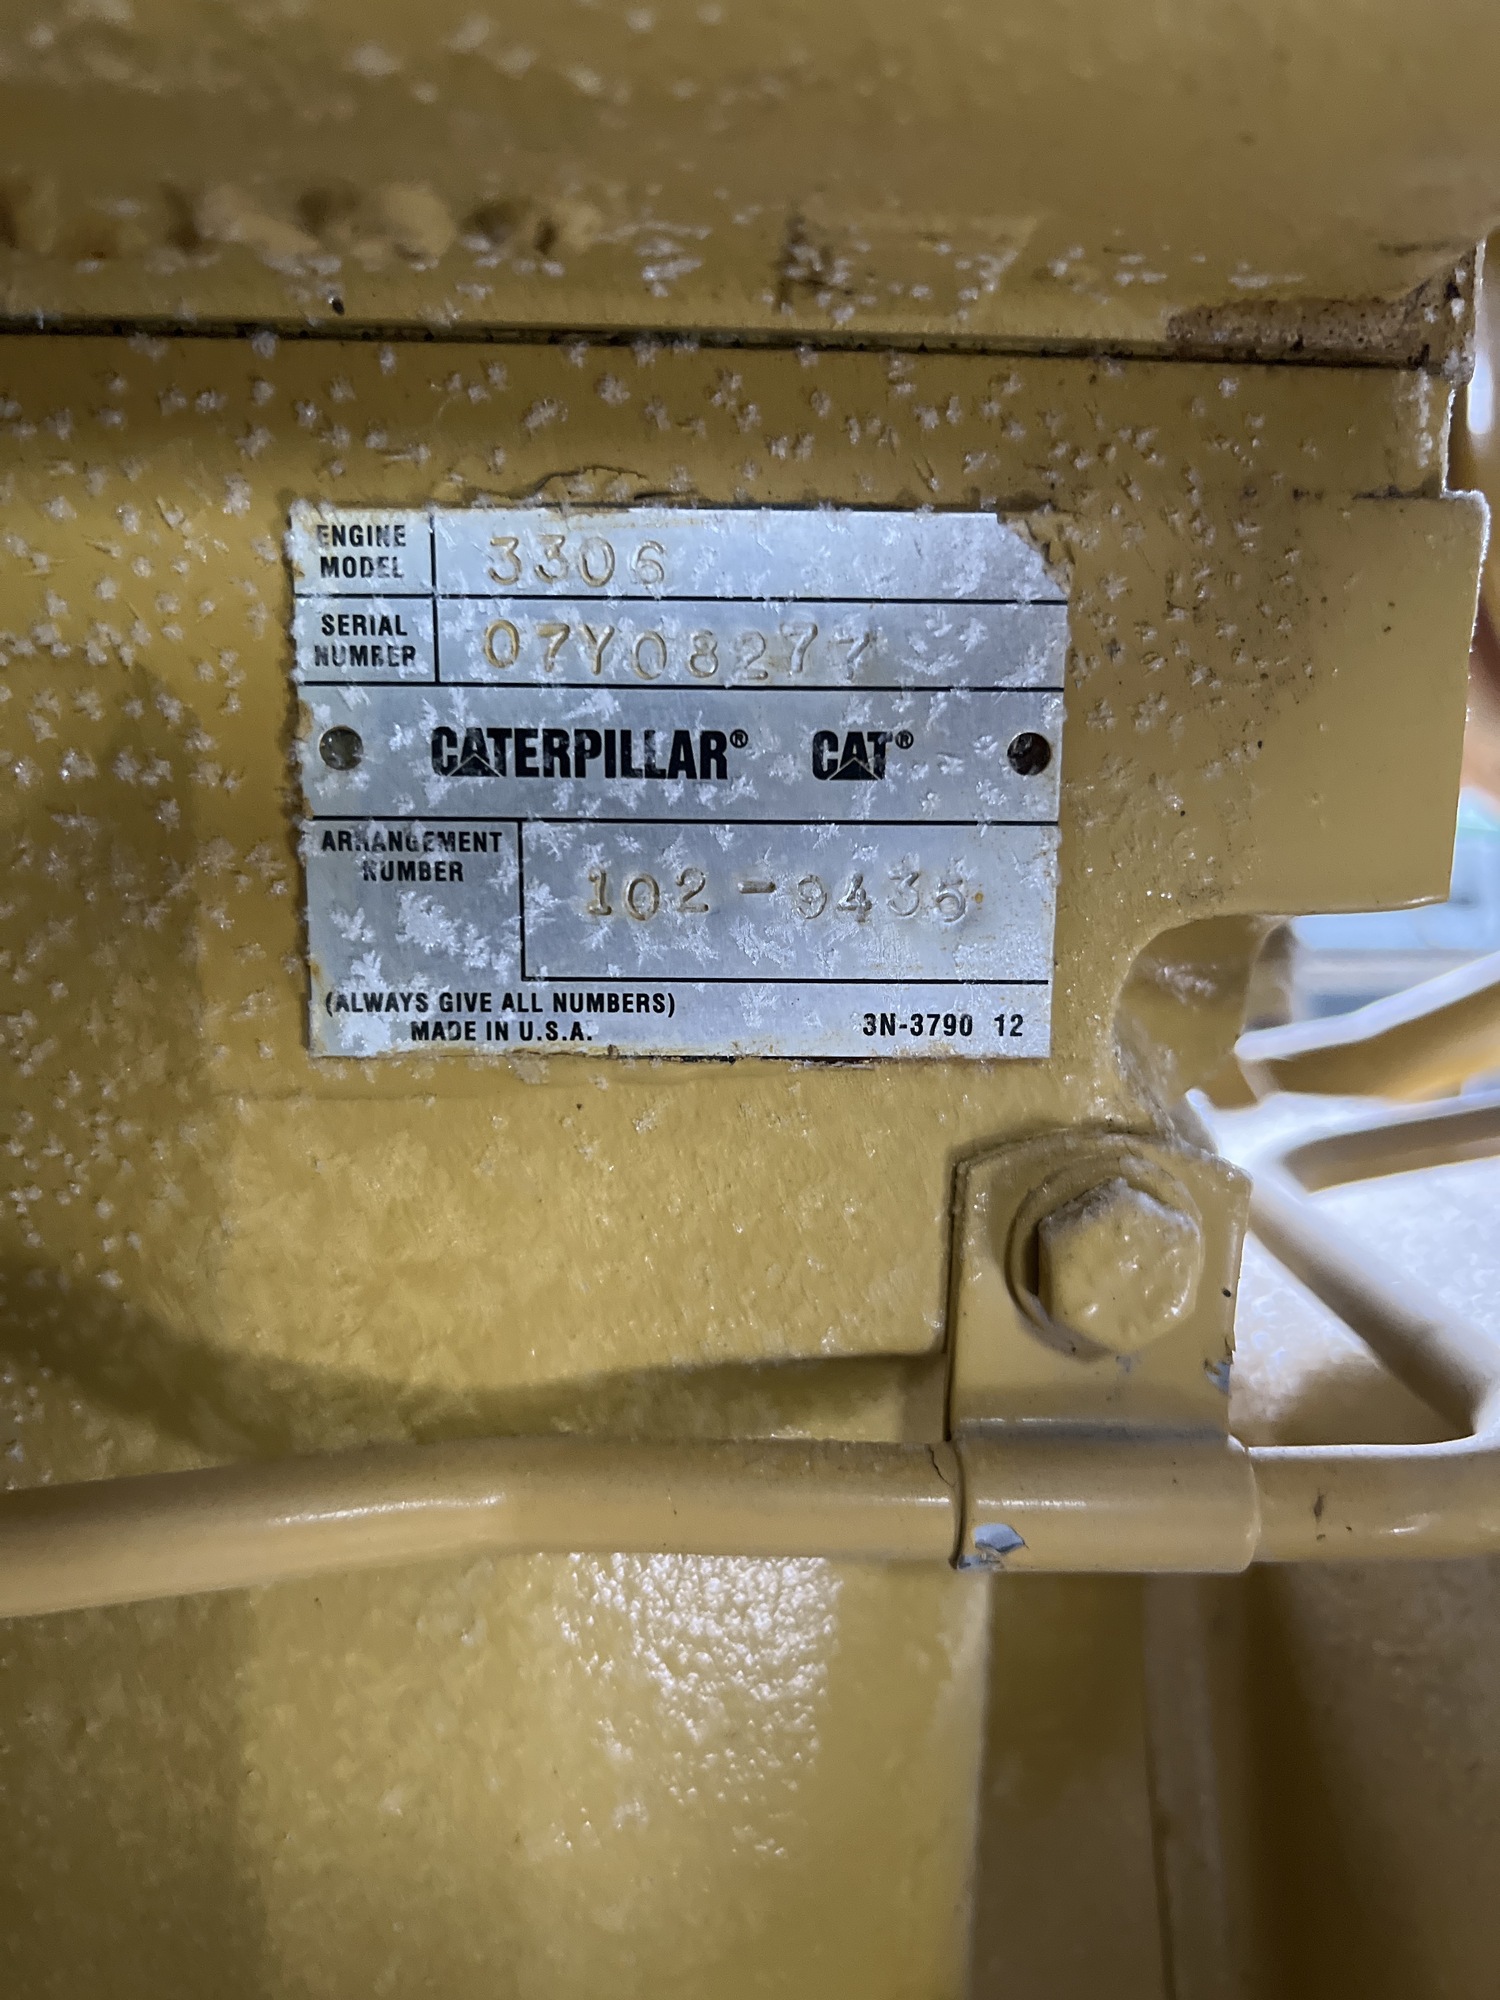 ENGINE MODEL 3306
SERIAL NUMBER 07Y08277
CATERPILLAR® CAT®
ARRANGEMENT NUMBER 102-9435
(ALWAYS GIVE ALL NUMBERS)
MADE IN U.S.A. 3N-3790 12